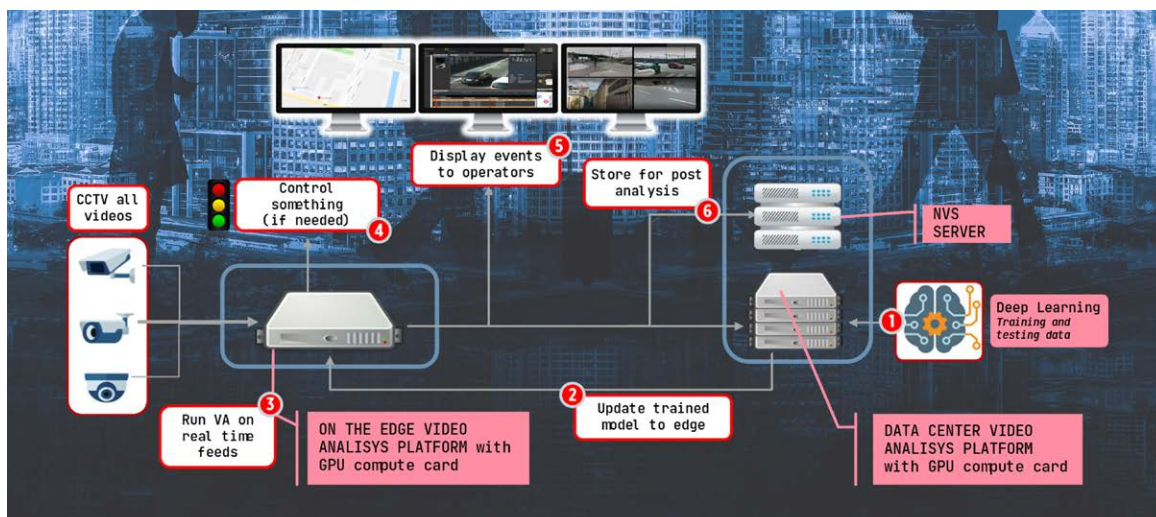 5
Display events
to operators
Store for post
analysis
6
CCTV all
videos
Control
something
(if needed)
4
NVS
SERVER
1
Deep Learning
Training and
testing data
2
Update trained
model to edge
3
Run VA on
real time
feeds
ON THE EDGE VIDEO
ANALISYS PLATFORM with
GPU compute card
DATA CENTER VIDEO
ANALISYS PLATFORM
with GPU compute card